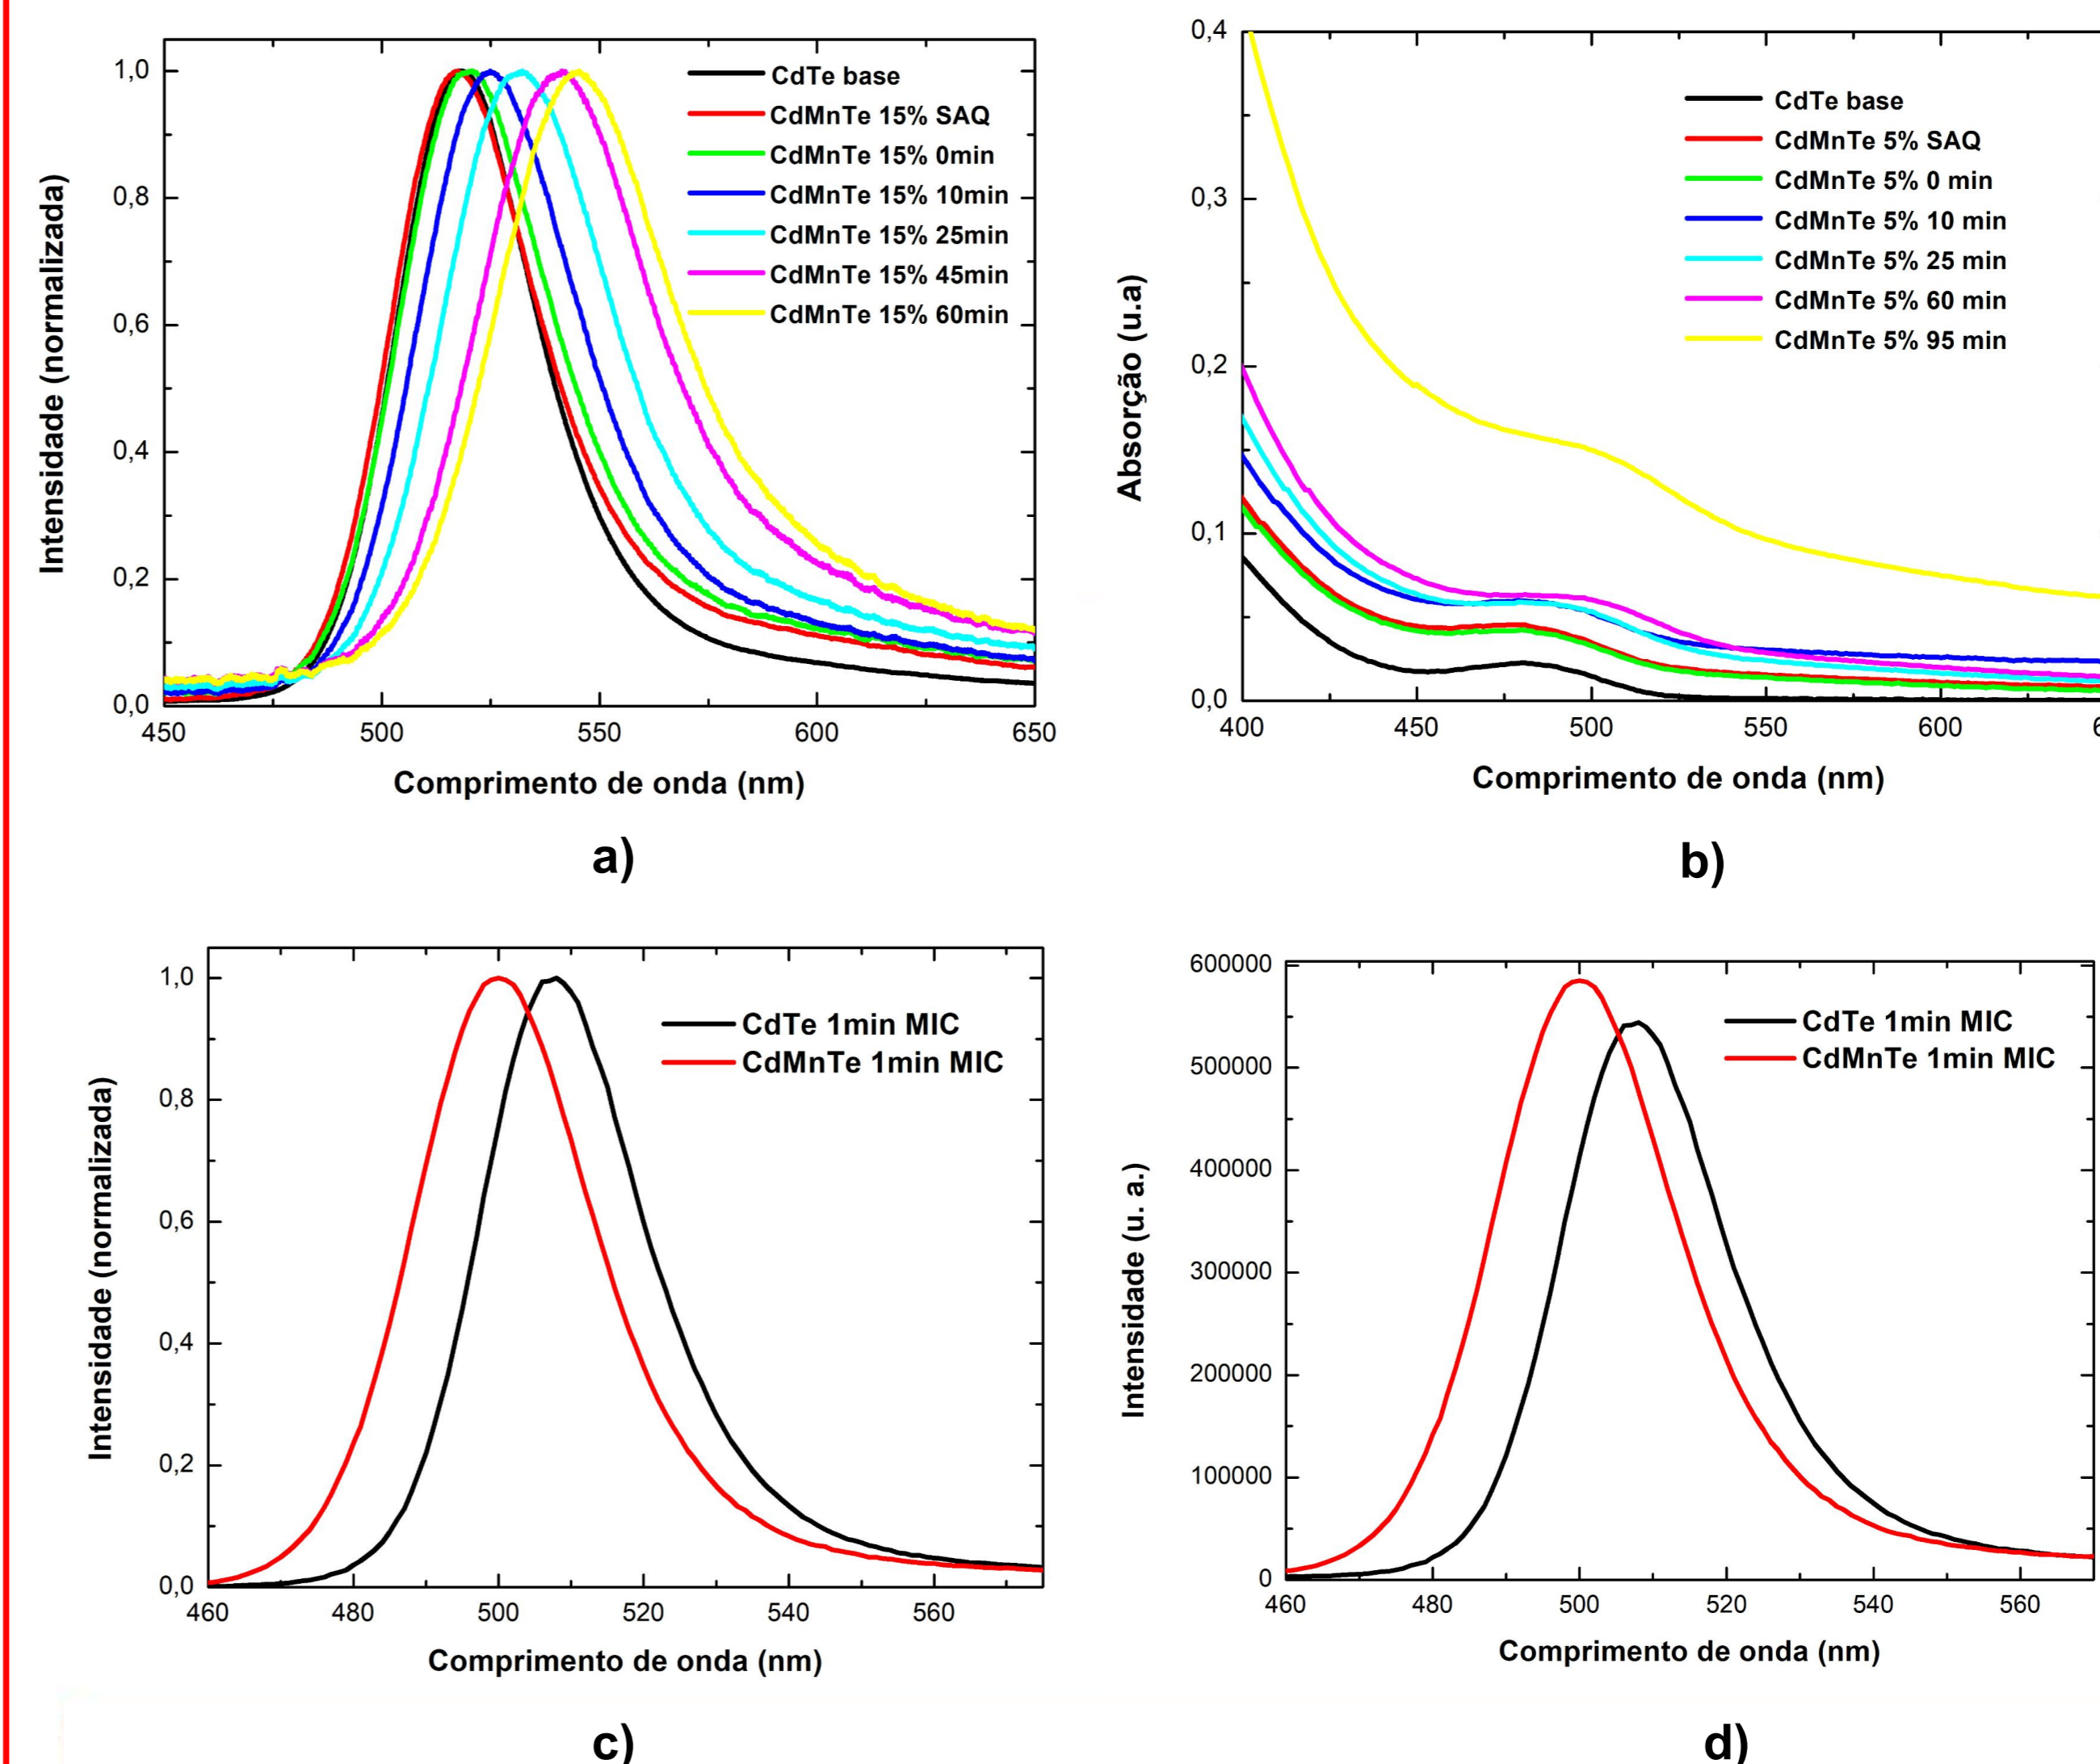 1,0
0,8
0,6
0,4
0,2
0,0
Intensidade (normalizada)
CdTe base
CdMnTe 15% SAQ
CdMnTe 15% 0min
CdMnTe 15% 10min
CdMnTe 15% 25min
CdMnTe 15% 45min
CdMnTe 15% 60min
450 500 550 600 650
Comprimento de onda (nm)
a)
0,4
0,3
0,2
0,1
0,0
Absorção (u.a)
CdTe base
CdMnTe 5% SAQ
CdMnTe 5% 0 min
CdMnTe 5% 10 min
CdMnTe 5% 25 min
CdMnTe 5% 60 min
CdMnTe 5% 95 min
400 450 500 550 600
Comprimento de onda (nm)
b)
1,0
0,8
0,6
0,4
0,2
0,0
Intensidade (normalizada)
CdTe 1min MIC
CdMnTe 1min MIC
460 480 500 520 540 560
Comprimento de onda (nm)
c)
600000
500000
400000
300000
200000
100000
0
Intensidade (u. a.)
CdTe 1min MIC
CdMnTe 1min MIC
460 480 500 520 540 560
Comprimento de onda (nm)
d)